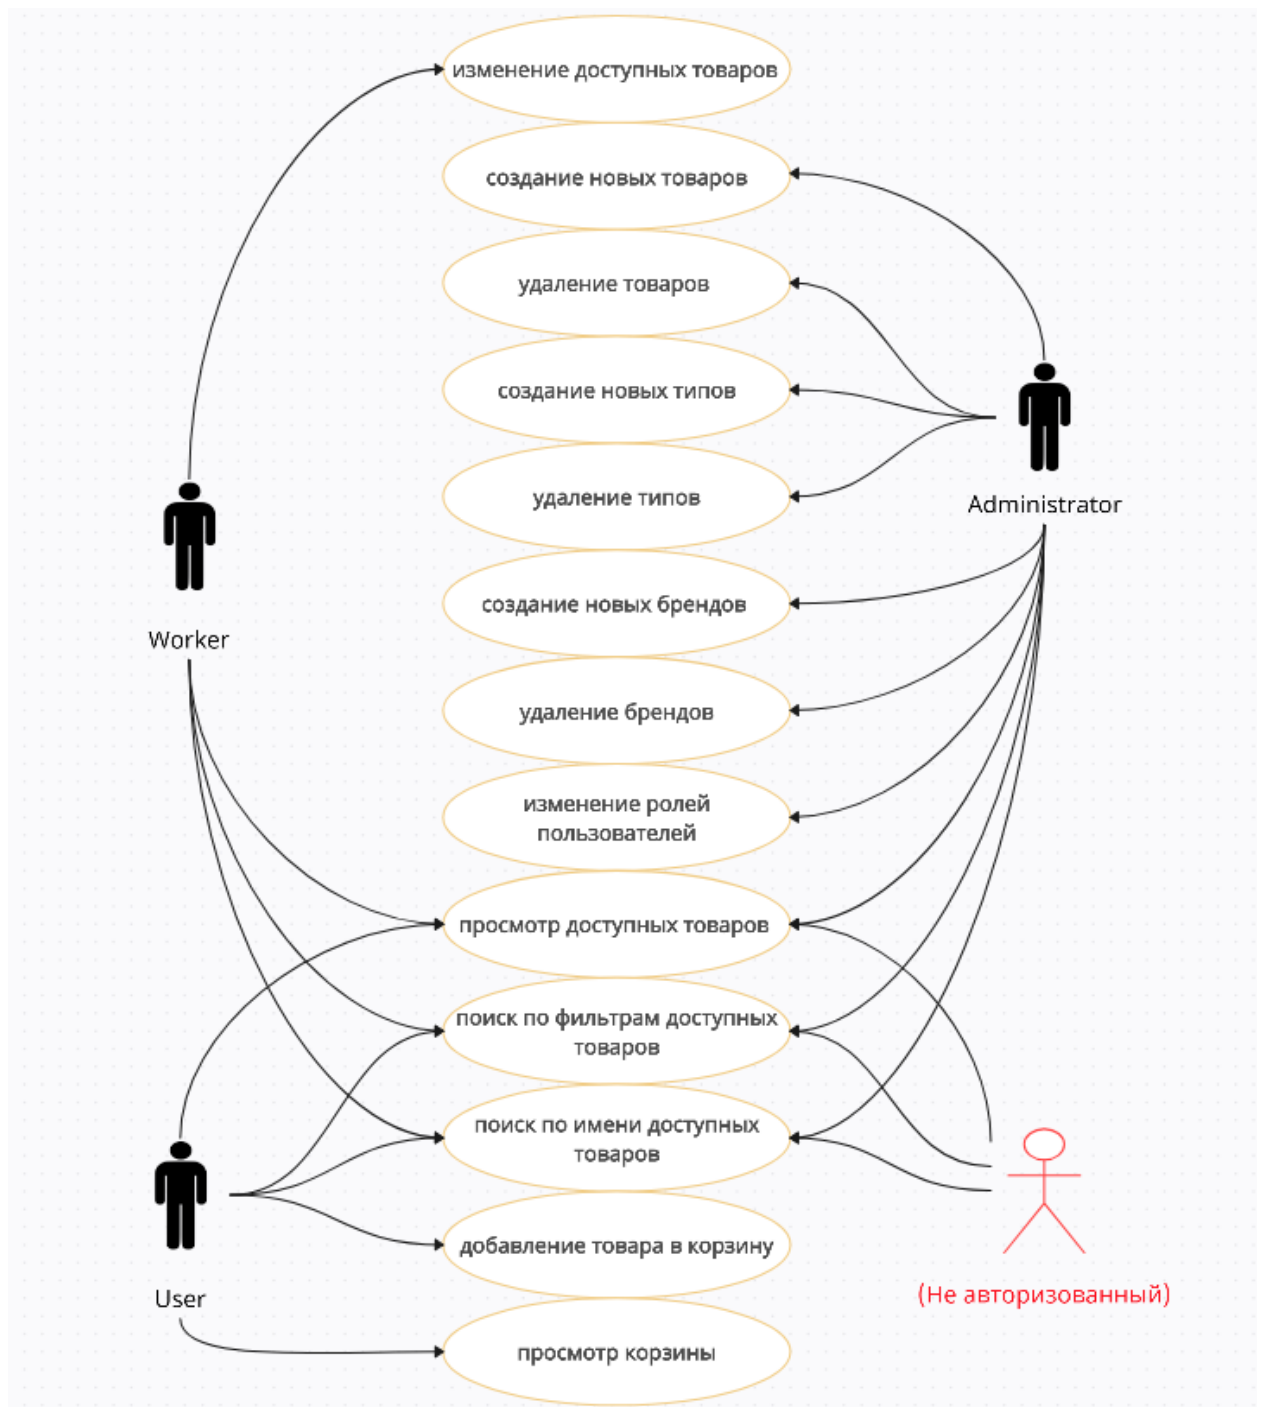 изменение доступных товаров
создание новых товаров
удаление товаров
создание новых типов
удаление типов
Administrator
создание новых брендов
Worker
удаление брендов
изменение ролей
пользователей
просмотр доступных товаров
поиск по фильтрам доступных
товаров
поиск по имени доступных
товаров
добавление товара в корзину
User
(Не авторизованный)
просмотр корзины